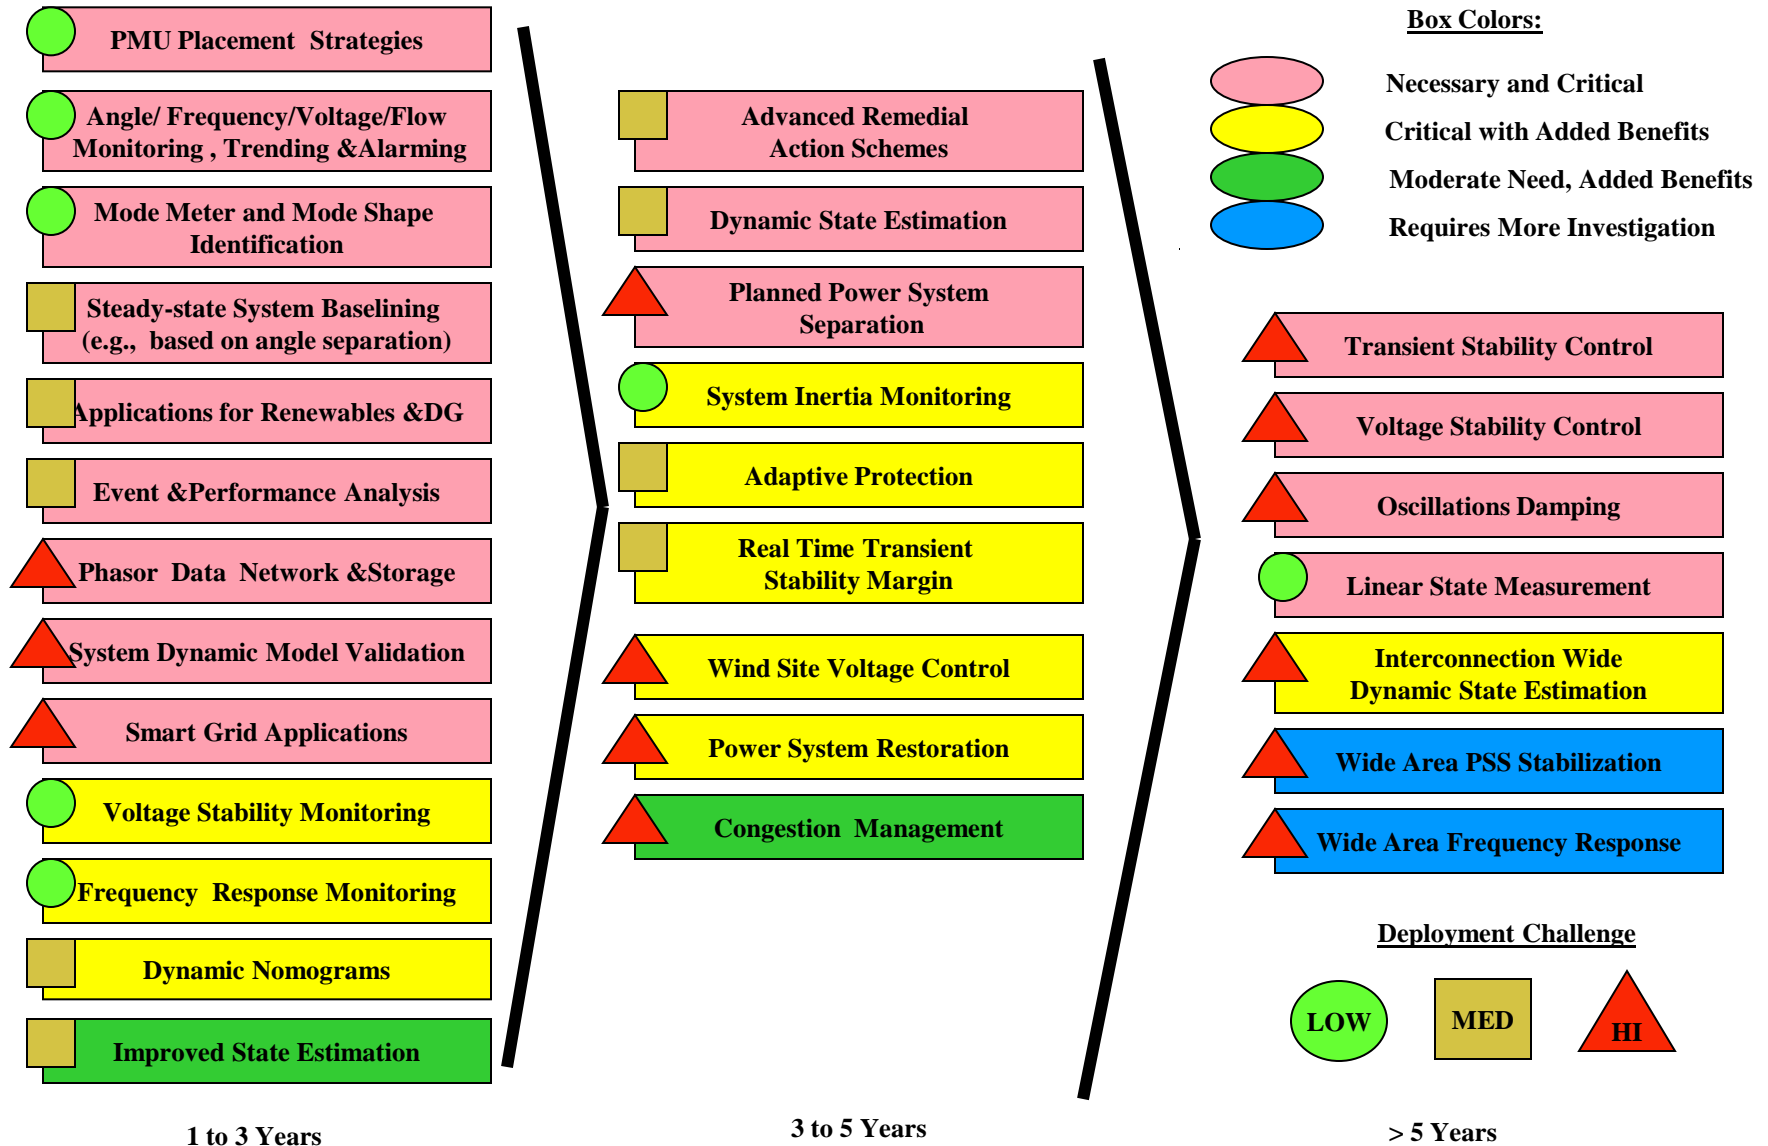 PMU Placement Strategies
Angle/ Frequency/Voltage/Flow
Monitoring , Trending &Alarming
Mode Meter and Mode Shape
Identification
Steady-state System Baselining
(e.g., based on angle separation)
Applications for Renewables &DG
Event &Performance Analysis
Phasor Data Network &Storage
System Dynamic Model Validation
Smart Grid Applications
Voltage Stability Monitoring
Frequency Response Monitoring
Dynamic Nomograms
Improved State Estimation
1 to 3 Years
Advanced Remedial
Action Schemes
Dynamic State Estimation
Planned Power System
Separation
System Inertia Monitoring
Adaptive Protection
Real Time Transient
Stability Margin
Wind Site Voltage Control
Power System Restoration
Congestion Management
3 to 5 Years
Box Colors:
Necessary and Critical
Critical with Added Benefits
Moderate Need, Added Benefits
Requires More Investigation
Transient Stability Control
Voltage Stability Control
Oscillations Damping
Linear State Measurement
Interconnection Wide
Dynamic State Estimation
Wide Area PSS Stabilization
Wide Area Frequency Response
Deployment Challenge
LOW
MED
HI
> 5 Years